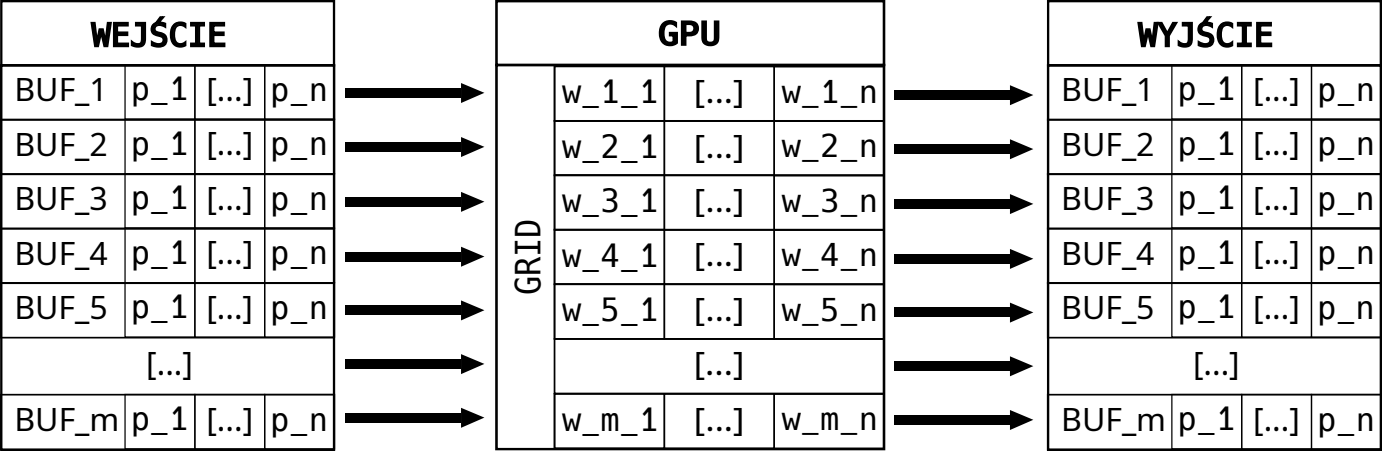 WEJŚCIE GPU WYJŚCIE
BUF_1 p_1 [...] p_n w_1_1 [...] w_1_n BUF_1 p_1 [...] p_n
BUF_2 p_1 [...] p_n w_2_1 [...] w_2_n BUF_2 p_1 [...] p_n
BUF_3 p_1 [...] p_n w_3_1 [...] w_3_n BUF_3 p_1 [...] p_n
GRID
BUF_4 p_1 [...] p_n w_4_1 [...] w_4_n BUF_4 p_1 [...] p_n
BUF_5 p_1 [...] p_n w_5_1 [...] w_5_n BUF_5 p_1 [...] p_n
[...] [...] [...]
BUF_m p_1 [...] p_n w_m_1 [...] w_m_n BUF_m p_1 [...] p_n